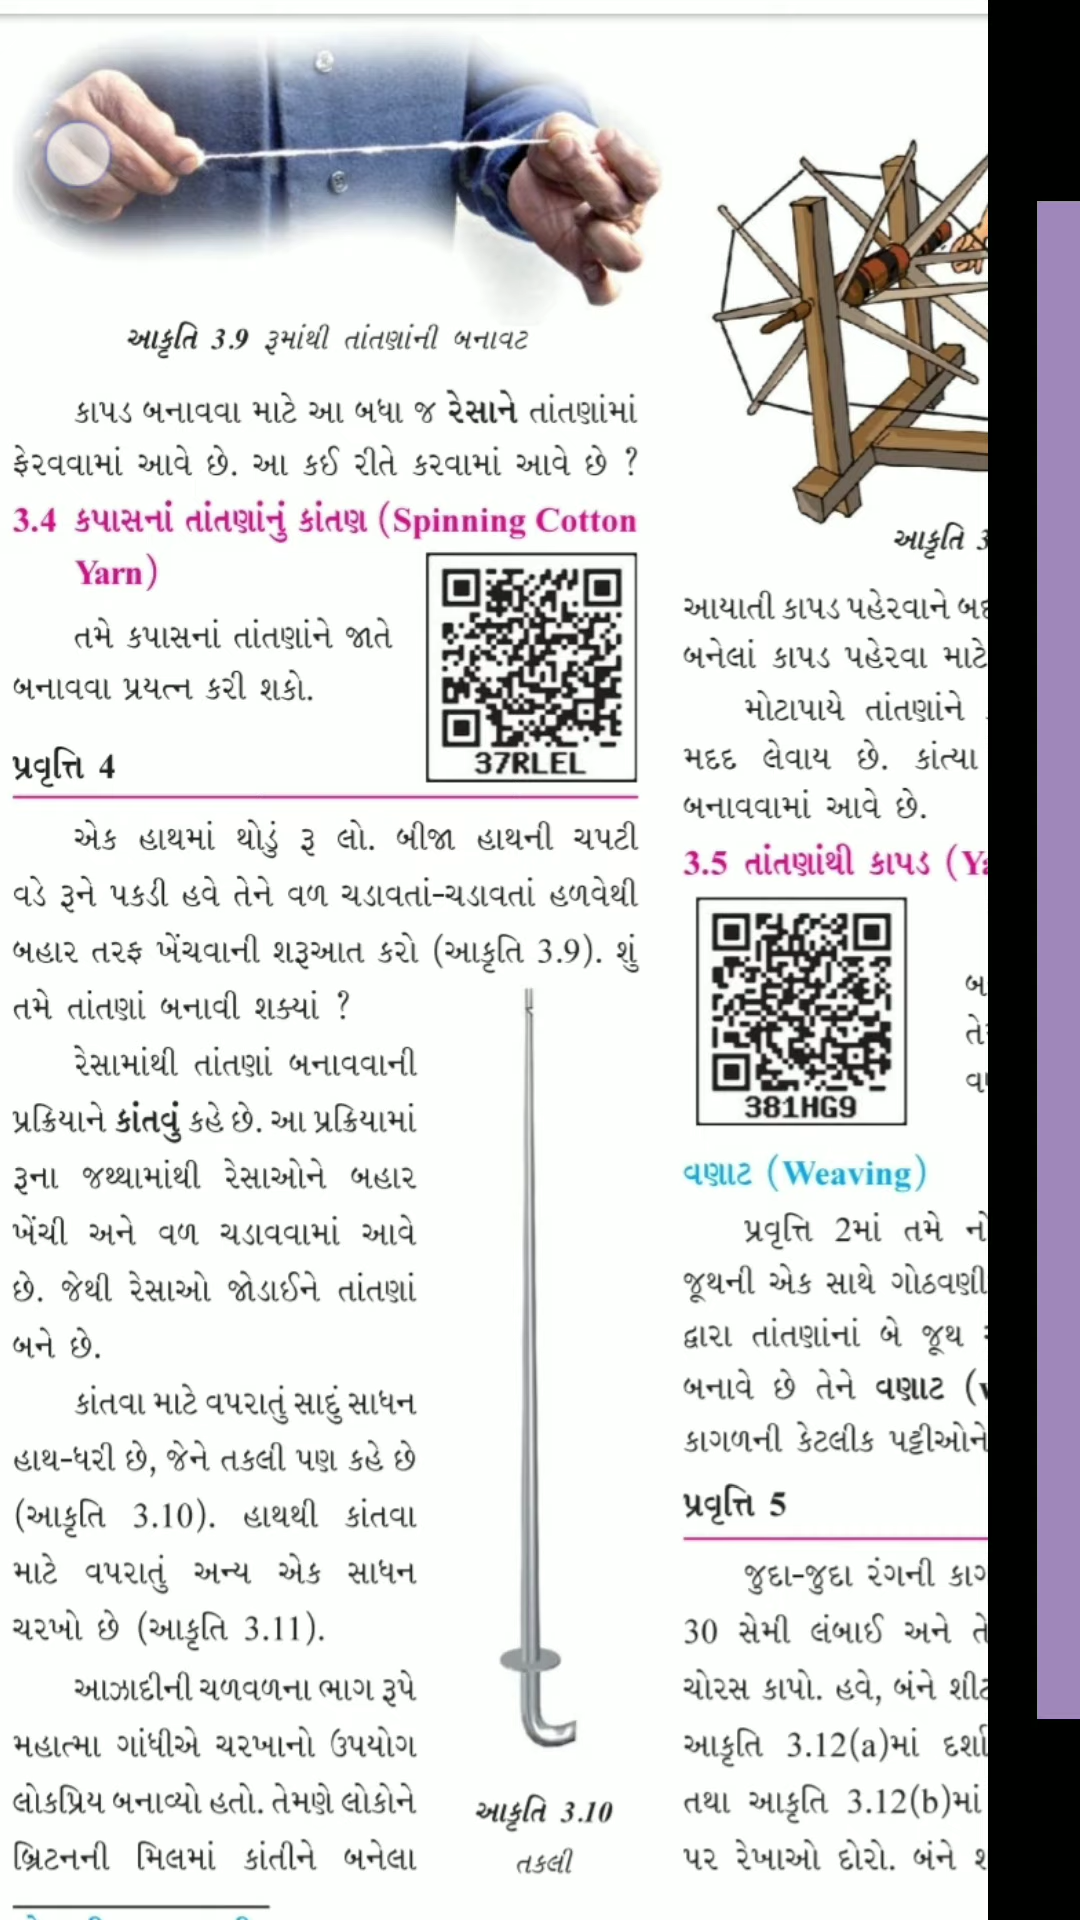 આકૃતિ 3.9 રૂમાંથી તાંતણાંની બનાવટ
કાપડ બનાવવા માટે આ બધા જ રેસાને તાંતણાંમાં
ફેરવવામાં આવે છે. આ કઈ રીતે કરવામાં આવે છે ?
3.4 કપાસનાં તાંતણાંનું કાંતણ (Spinning Cotton
Yarn)
37RLEL
તમે કપાસનાં તાંતણાંને જાતે
બનાવવા પ્રયત્ન કરી શકો.
પ્રવૃત્તિ 4
એક હાથમાં થોડું રૂ લો. બીજા હાથની ચપટી
વડે રૂને પકડી હવે તેને વળ ચડાવતાં-ચડાવતાં હળવેથી
બહાર તરફ ખેંચવાની શરૂઆત કરો (આકૃતિ 3.9). શું
તમે તાંતણાં બનાવી શક્યાં ?
રેસામાંથી તાંતણાં બનાવવાની
પ્રક્રિયાને કાંતવું કહે છે. આ પ્રક્રિયામાં
રૂના જથ્થામાંથી રેસાઓને બહાર
ખેંચી અને વળ ચડાવવામાં આવે
છે. જેથી રેસાઓ જોડાઈને તાંતણાં
બને છે.
કાંતવા માટે વપરાતું સાદું સાધન
હાથ-ધરી છે, જેને તકલી પણ કહે છે
(આકૃતિ 3.10). હાથથી કાંતવા
માટે વપરાતું અન્ય એક સાધન
ચરખો છે (આકૃતિ 3.11).
આઝાદીની ચળવળના ભાગ રૂપે
મહાત્મા ગાંધીએ ચરખાનો ઉપયોગ
લોકપ્રિય બનાવ્યો હતો. તેમણે લોકોને
બ્રિટનની મિલમાં કાંતીને બનેલા
આકૃતિ 3.10
તકલી
આકૃતિ
આયાતી કાપડ પહેરવાને
બનેલાં કાપડ પહેરવા માટે
મોટાપાયે તાંતણાંને
મદદ લેવાય છે. કાંત્યા
બનાવવામાં આવે છે.
3.5 તાંતણાંથી કાપડ
381HG9
વણાટ (Weaving)
પ્રવૃત્તિ 2માં તમે
જૂથની એક સાથે ગોઠવણી
દ્વારા તાંતણાંનાં બે જૂથ
બનાવે છે તેને વણાટ
કાગળની કેટલીક પટ્ટીઓને
પ્રવૃત્તિ 5
જુદા-જુદા રંગની
30 સેમી લંબાઈ અને
ચોરસ કાપો. હવે, બંને
આકૃતિ 3.12(a)માં
તથા આકૃતિ 3.12(b)માં
પર રેખાઓ દોરો. બંને